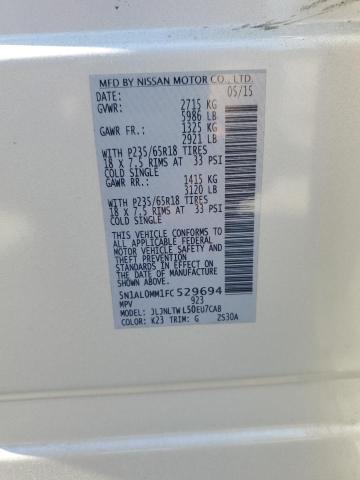 MFD BY NISSAN MOTOR CO., LTD.
DATE: 05/15
GVWR: 2715 KG
5986 LB
GAWR FR: 1325 KG
2921 LB
WITH P235/65R18 TIRES
18 X 7.5 RIMS AT 33 PSI
COLD SINGLE
GAWR RR: 1415 KG
3120 LB
WITH P235/65R18 TIRES
18 X 7.5 RIMS AT 33 PSI
COLD SINGLE
THIS VEHICLE CONFORMS TO
ALL APPLICABLE FEDERAL
MOTOR VEHICLE SAFETY AND
THEFT PREVENTION
STANDARDS IN EFFECT ON
THE DATE OF MANUFACTURE
SHOWN ABOVE.
5N1AL0MM1FC529694
MPV 923
MODEL: JLJNLTWL50EU7CAB
COLOR: K23 TRIM: G ZS30A